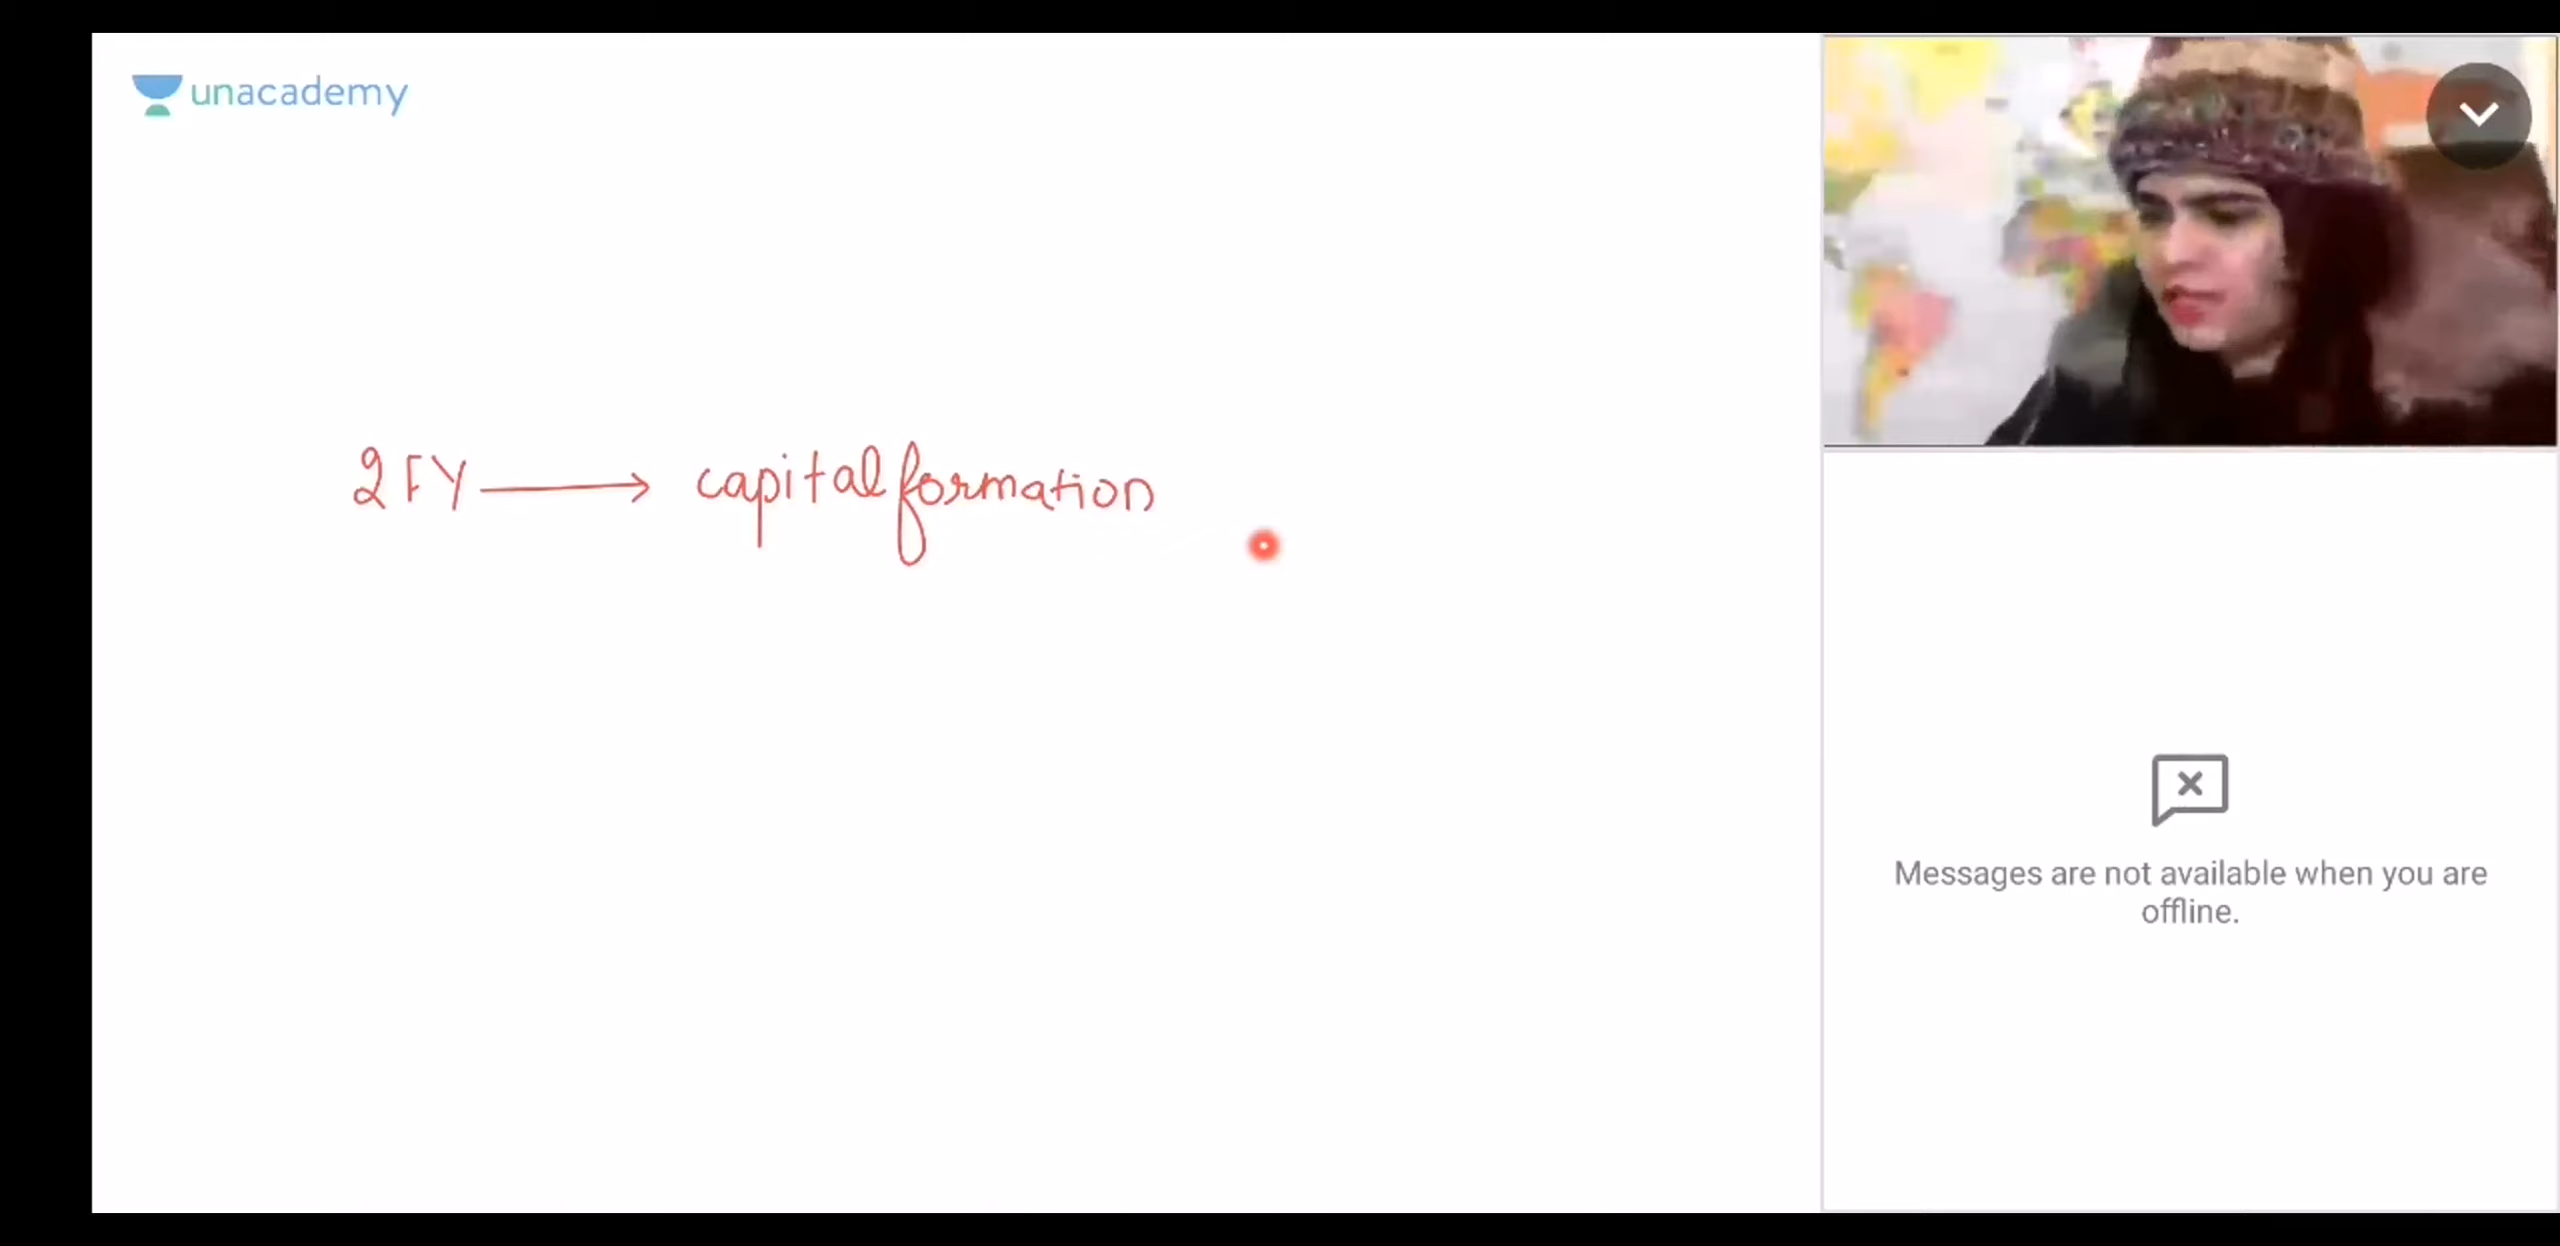 unacademy
2FY → capital formation
Messages are not available when you are
offline.